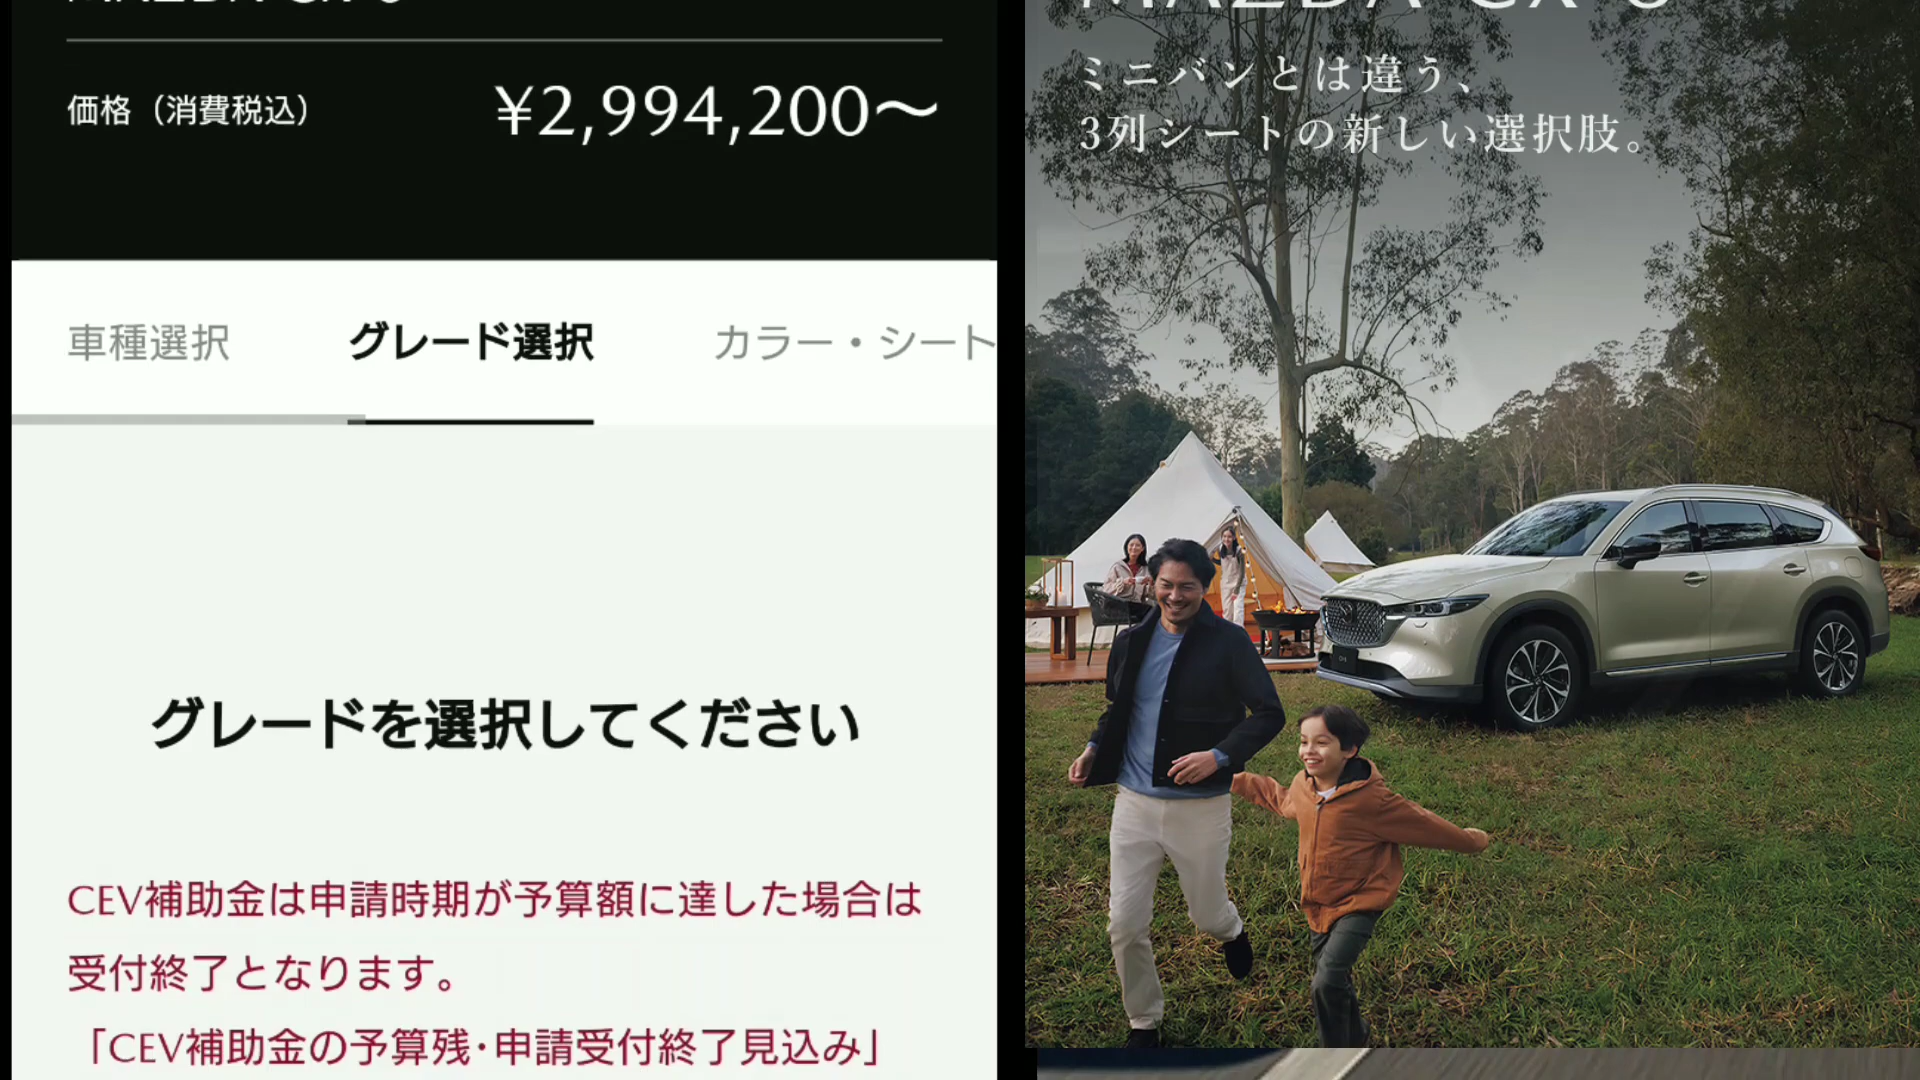 価格（消費税込）
¥2,994,200〜
車種選択
グレード選択
カラー・シート
グレードを選択してください
CEV補助金は申請時期が予算額に達した場合は
受付終了となります。
「CEV補助金の予算残･申請受付終了見込み」
ミニバンとは違う、
3列シートの新しい選択肢。